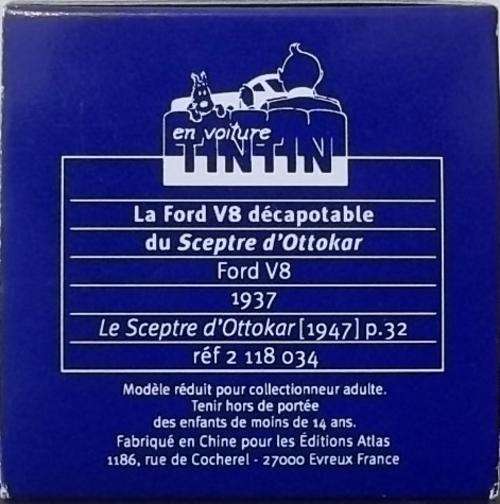 en voiture
TINTIN
La Ford V8 décapotable
du Sceptre d'Ottokar
Ford V8
1937
Le Sceptre d'Ottokar [1947] p.32
réf 2 118 034
Modèle réduit pour collectionneur adulte.
Tenir hors de portée
des enfants de moins de 14 ans.
Fabriqué en Chine pour les Éditions Atlas
1186, rue de Cocherel - 27000 Evreux France